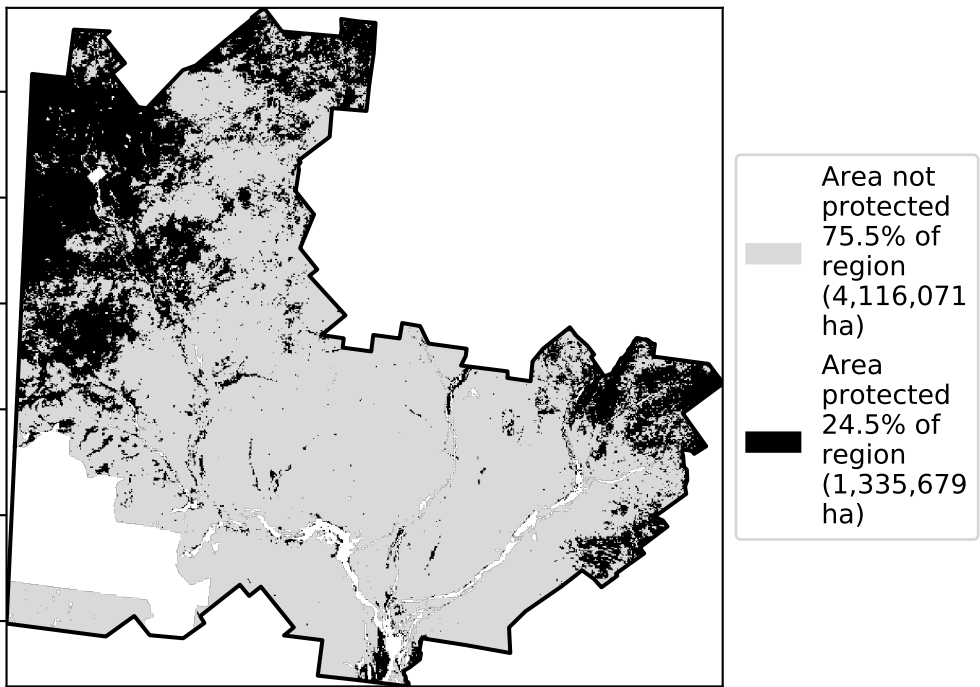 Area not
protected
75.5% of
region
(4,116,071
ha)
Area
protected
24.5% of
region
(1,335,679
ha)